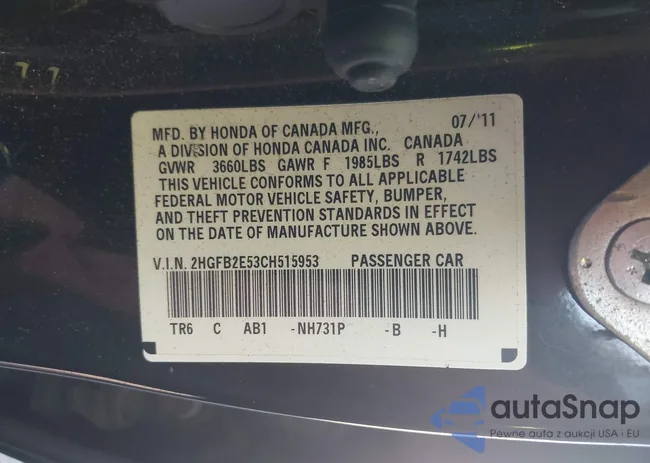 07/'11
MFD. BY HONDA OF CANADA MFG.,
A DIVISION OF HONDA CANADA INC. CANADA
GVWR 3660LBS GAWR F 1985LBS R 1742LBS
THIS VEHICLE CONFORMS TO ALL APPLICABLE
FEDERAL MOTOR VEHICLE SAFETY, BUMPER,
AND THEFT PREVENTION STANDARDS IN EFFECT
ON THE DATE OF MANUFACTURE SHOWN ABOVE.
V.I.N. 2HGFB2E53CH515953 PASSENGER CAR
TR6 C AB1 -NH731P -B -H
autaSnap
Pewne auta z aukcji USA i EU